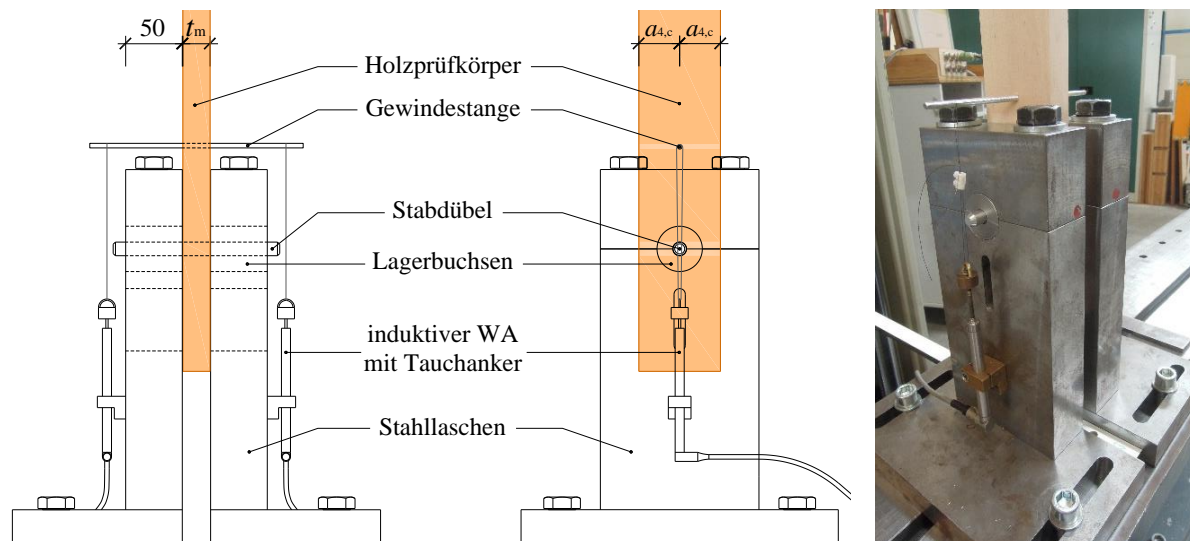 50 tm
a4,c a4,c
Holzprüfkörper
Gewindestange
Stabdübel
Lagerbuchsen
induktiver WA
mit Tauchanker
Stahllaschen